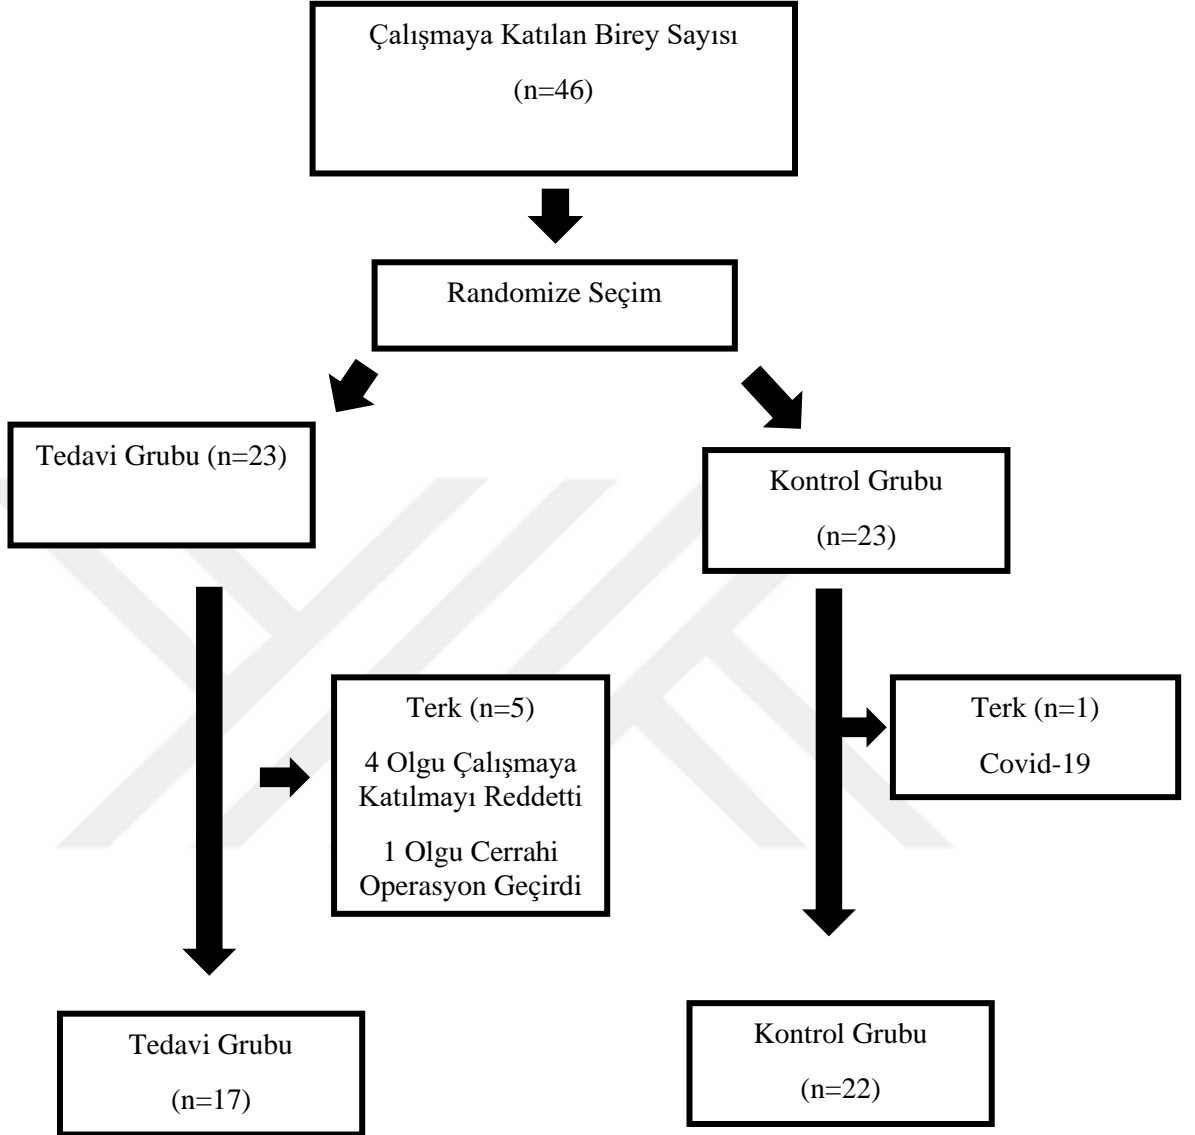 Çalışmaya Katılan Birey Sayısı
(n=46)
Randomize Seçim
Tedavi Grubu (n=23)
Kontrol Grubu
(n=23)
Terk (n=5)
4 Olgu Çalışmaya
Katılmayı Reddetti
1 Olgu Cerrahi
Operasyon Geçirdi
Terk (n=1)
Covid-19
Tedavi Grubu
(n=17)
Kontrol Grubu
(n=22)